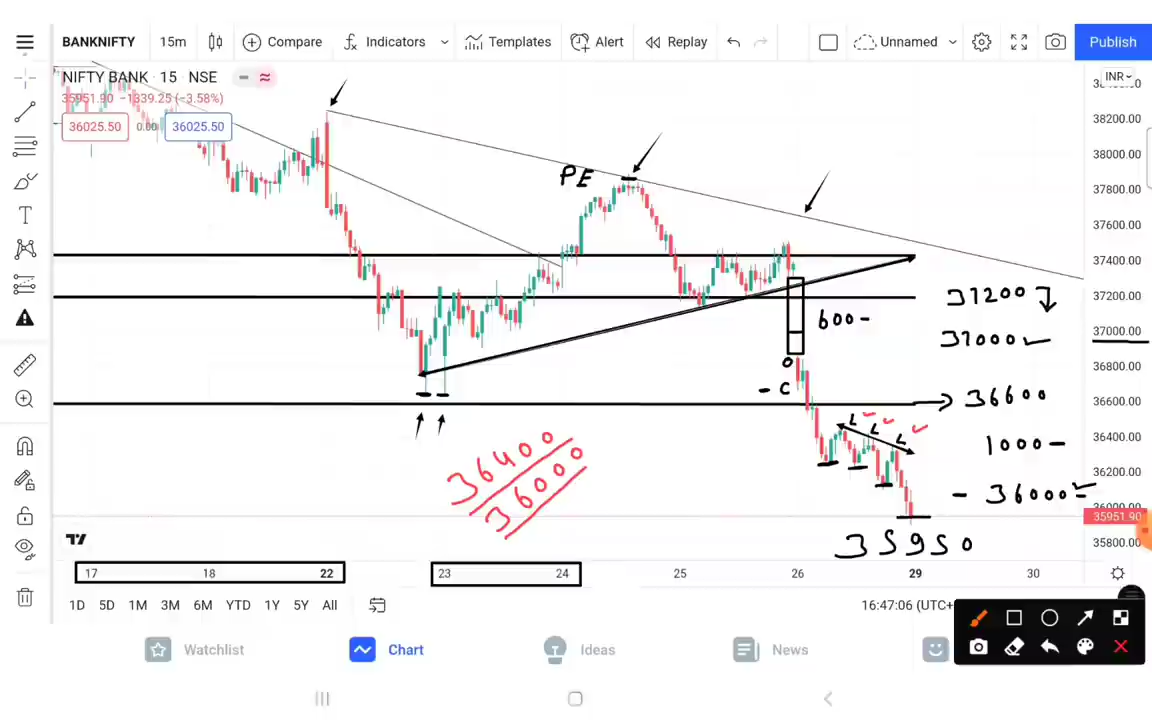 BANKNIFTY 15m Compare Indicators Templates Alert Replay Unnamed Publish
NIFTY BANK · 15 · NSE
INR
35951.90 −1339.25 (−3.58%)
36025.50 0.00 36025.50
38200.00
38000.00
PE
37800.00
37600.00
37400.00
37200.00
37200.00
600-
37000.00
37000
O
- C
36800.00
36600
36600.00
L L L
36400
36400.00
1000-
36000
36200.00
- 36000
36000.00
35951.90
35950
35800.00
17 18 22 23 24 25 26 29 30
1D 5D 1M 3M 6M YTD 1Y 5Y All
16:47:06 (UTC+
Watchlist Chart Ideas News